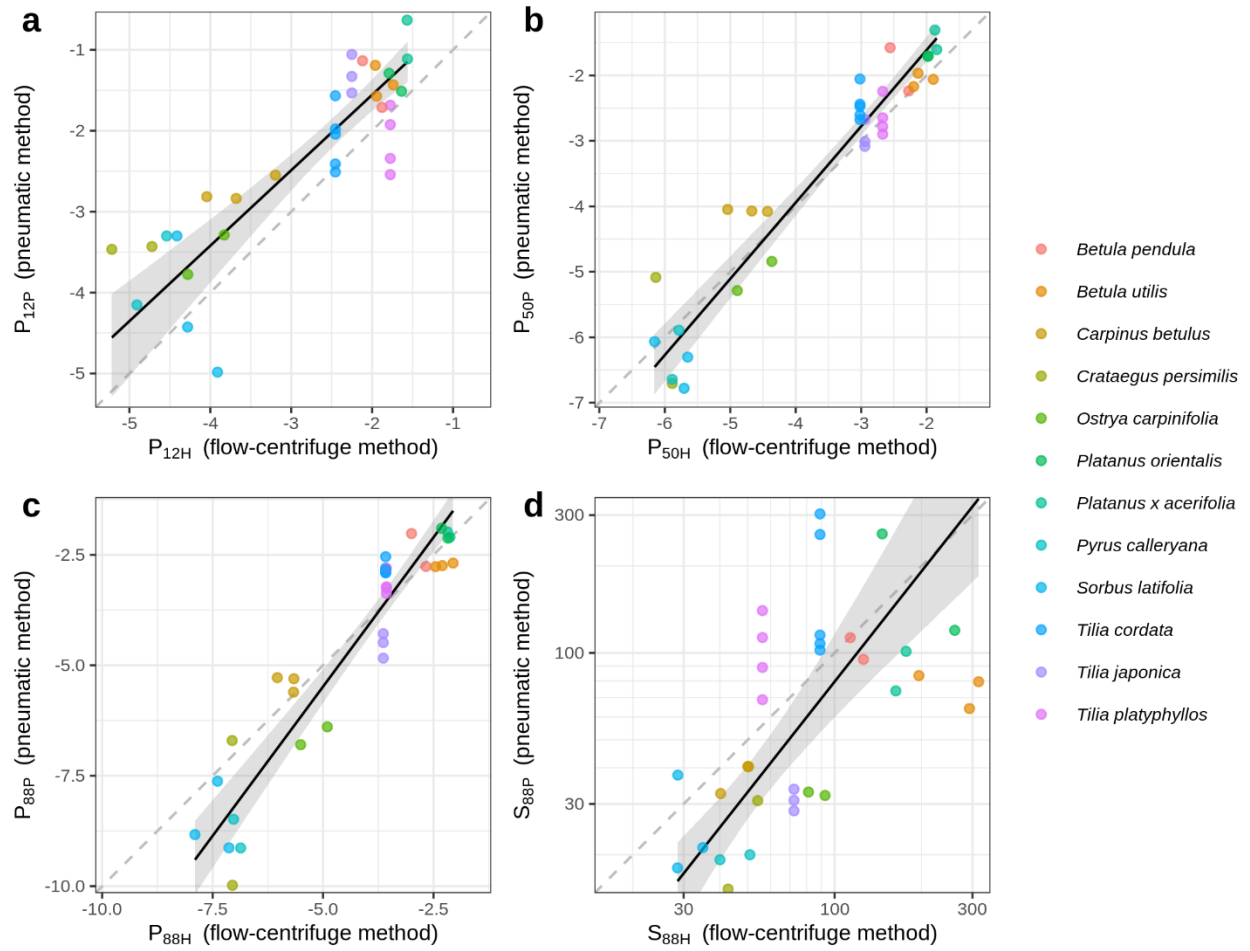 a
-1
-2
-3
-4
-5
P12P (pneumatic method)
-5
-4
-3
-2
-1
P12H (flow-centrifuge method)
b
-2
-3
-4
-5
-6
-7
P50P (pneumatic method)
-7
-6
-5
-4
-3
-2
-1
P50H (flow-centrifuge method)
c
-2.5
-5.0
-7.5
-10.0
P88P (pneumatic method)
-10.0
-7.5
-5.0
-2.5
P88H (flow-centrifuge method)
d
300
100
30
S88P (pneumatic method)
30
100
300
S88H (flow-centrifuge method)
Betula pendula
Betula utilis
Carpinus betulus
Crataegus persimilis
Ostrya carpinifolia
Platanus orientalis
Platanus x acerifolia
Pyrus calleryana
Sorbus latifolia
Tilia cordata
Tilia japonica
Tilia platyphyllos